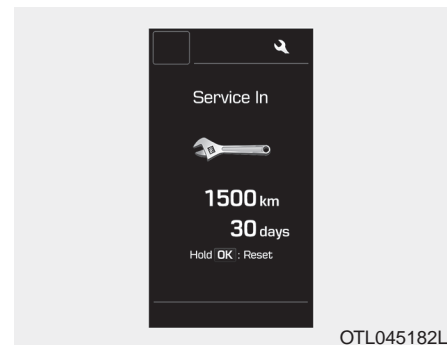 Service In
1500 km
30 days
Hold OK : Reset
OTL045182L